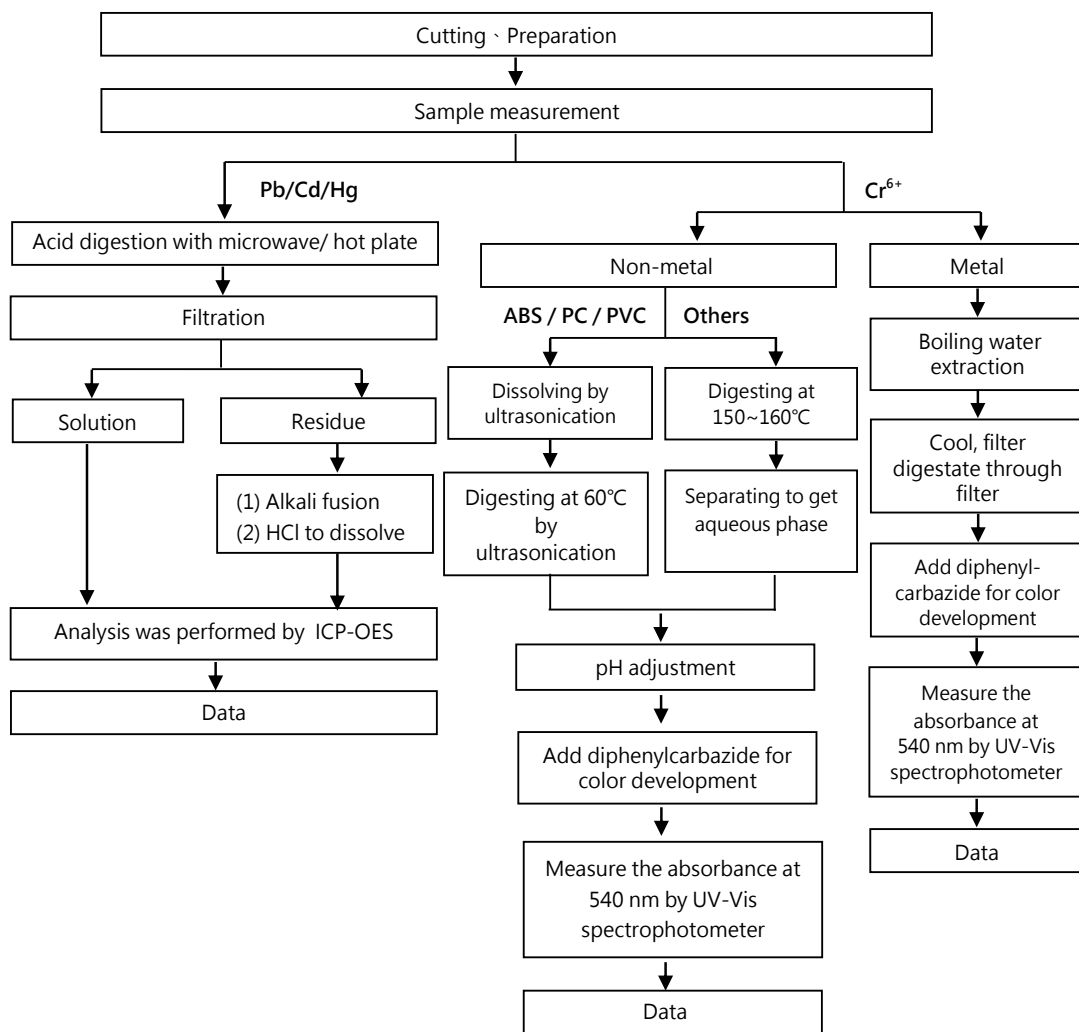 Cutting、Preparation
Sample measurement
Pb/Cd/Hg
Cr⁶⁺
Acid digestion with microwave/ hot plate
Filtration
Solution
Residue
(1) Alkali fusion
(2) HCl to dissolve
Analysis was performed by ICP-OES
Data
Non-metal
ABS / PC / PVC
Others
Dissolving by
ultrasonication
Digesting at
150~160℃
Digesting at 60℃
by
ultrasonication
Separating to get
aqueous phase
pH adjustment
Add diphenylcarbazide for
color development
Measure the absorbance at
540 nm by UV-Vis
spectrophotometer
Data
Metal
Boiling water
extraction
Cool, filter
digestate through
filter
Add diphenyl-
carbazide for color
development
Measure the
absorbance at
540 nm by UV-Vis
spectrophotometer
Data